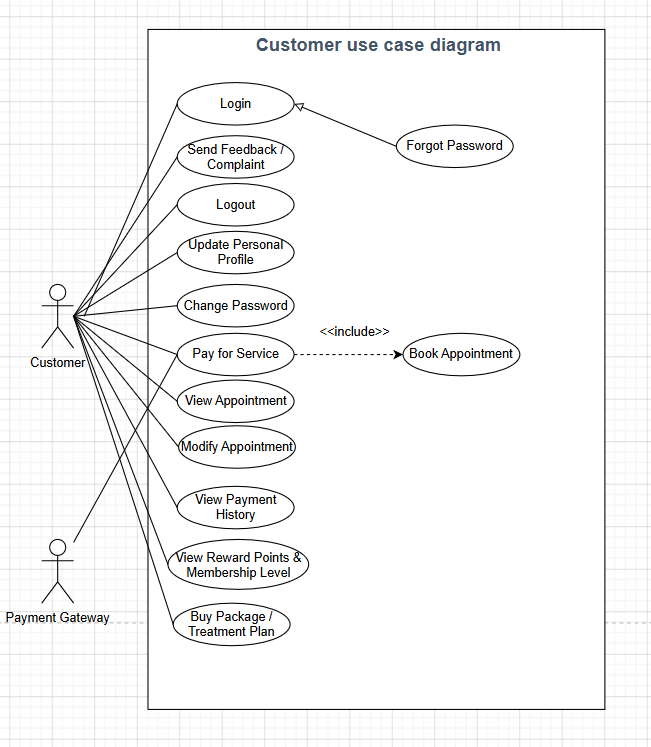 Customer use case diagram
Login
Forgot Password
Send Feedback /
Complaint
Logout
Update Personal
Profile
Change Password
Customer
<<include>>
Pay for Service
Book Appointment
View Appointment
Modify Appointment
View Payment
History
View Reward Points &
Membership Level
Payment Gateway
Buy Package /
Treatment Plan